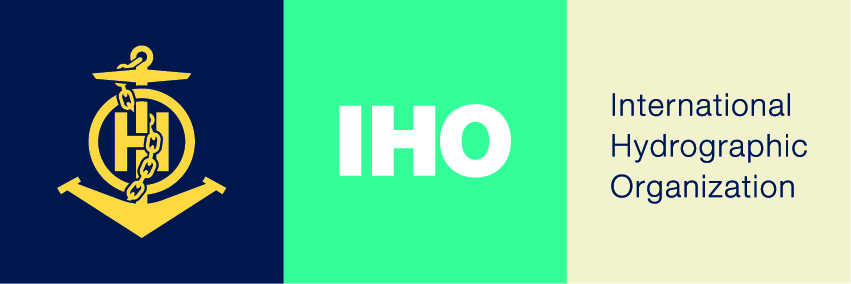 IHO
International
Hydrographic
Organization